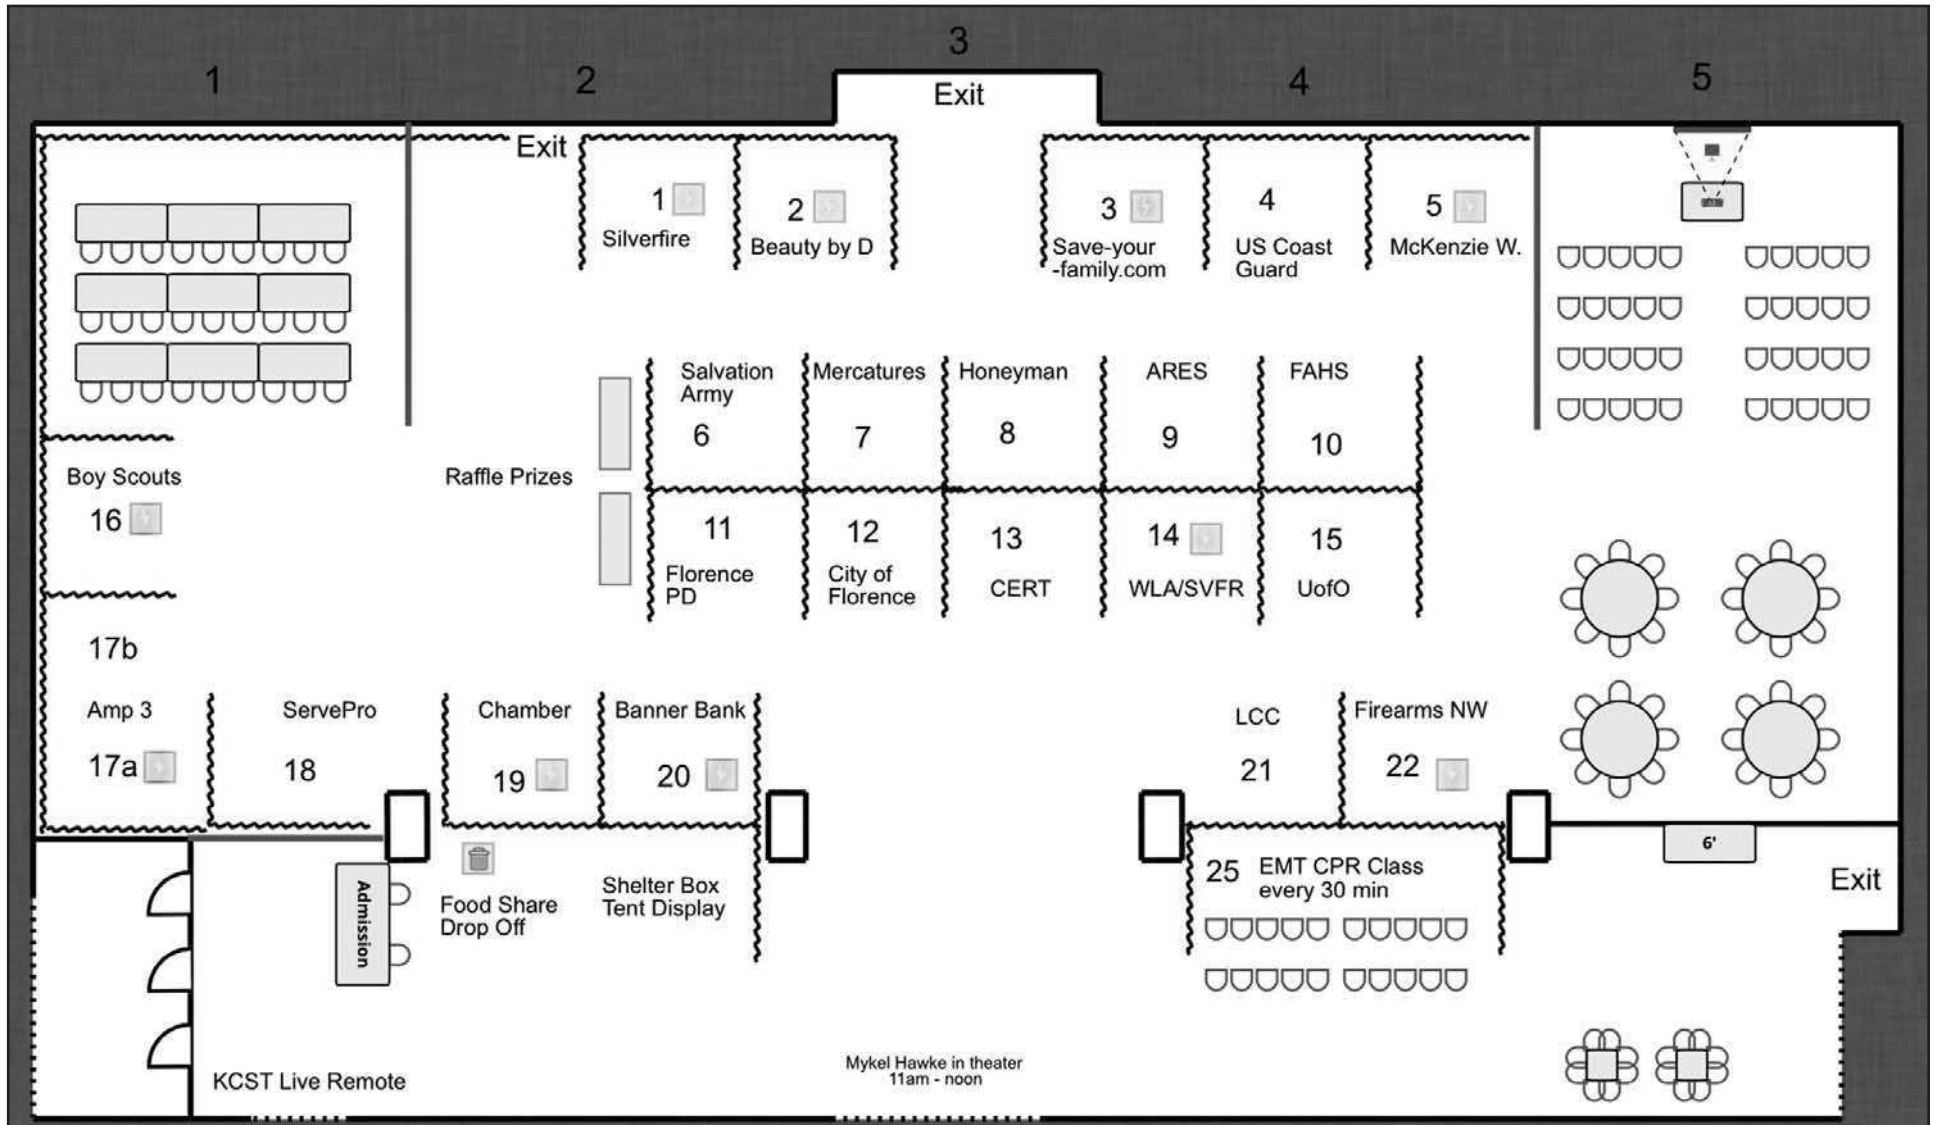 1
2
3
4
5
Exit
Exit
1
Silverfire
2
Beauty by D
3
Save-your
-family.com
4
US Coast
Guard
5
McKenzie W.
Salvation
Army
6
Mercatures
7
Honeyman
8
ARES
9
FAHS
10
Boy Scouts
16
Raffle Prizes
11
Florence
PD
12
City of
Florence
13
CERT
14
WLA/SVFR
15
UofO
17b
Amp 3
17a
ServePro
18
Chamber
19
Banner Bank
20
LCC
21
Firearms NW
22
6'
Exit
Admission
Food Share
Drop Off
Shelter Box
Tent Display
25
EMT CPR Class
every 30 min
KCST Live Remote
Mykel Hawke in theater
11am - noon